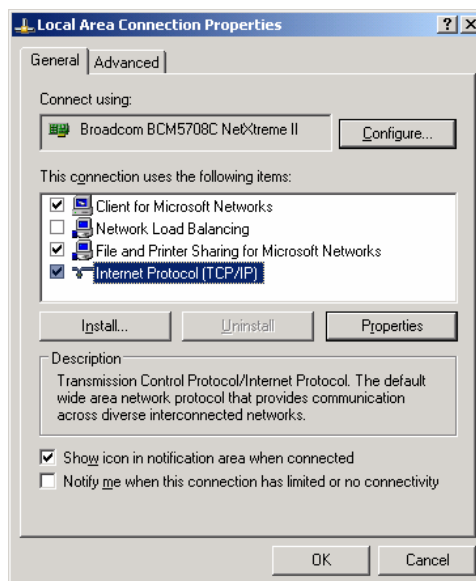 Local Area Connection Properties
General
Advanced
Connect using:
Broadcom BCM5708C NetXtreme II
Configure...
This connection uses the following items:
Client for Microsoft Networks
Network Load Balancing
File and Printer Sharing for Microsoft Networks
Internet Protocol (TCP/IP)
Install...
Uninstall
Properties
Description
Transmission Control Protocol/Internet Protocol. The default
wide area network protocol that provides communication
across diverse interconnected networks.
Show icon in notification area when connected
Notify me when this connection has limited or no connectivity
OK
Cancel